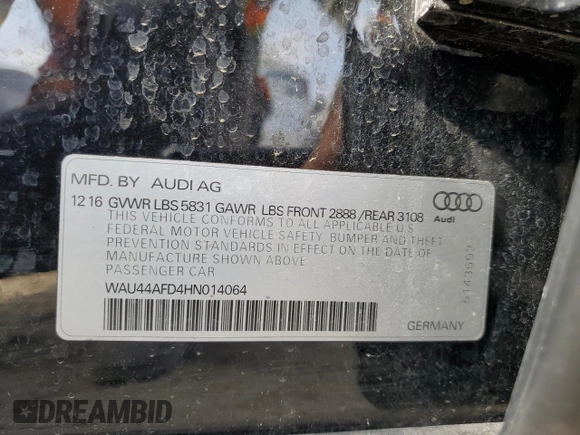 MFD. BY AUDI AG
12 16 GVWR LBS 5831 GAWR LBS FRONT 2888 /REAR 3108
Audi
THIS VEHICLE CONFORMS TO ALL APPLICABLE U.S
FEDERAL MOTOR VEHICLE SAFETY, BUMPER AND THEFT
PREVENTION STANDARDS IN EFFECT ON THE DATE OF
MANUFACTURE SHOWN ABOVE
PASSENGER CAR
WAU44AFD4HN014064
GERMANY
DREAMBID